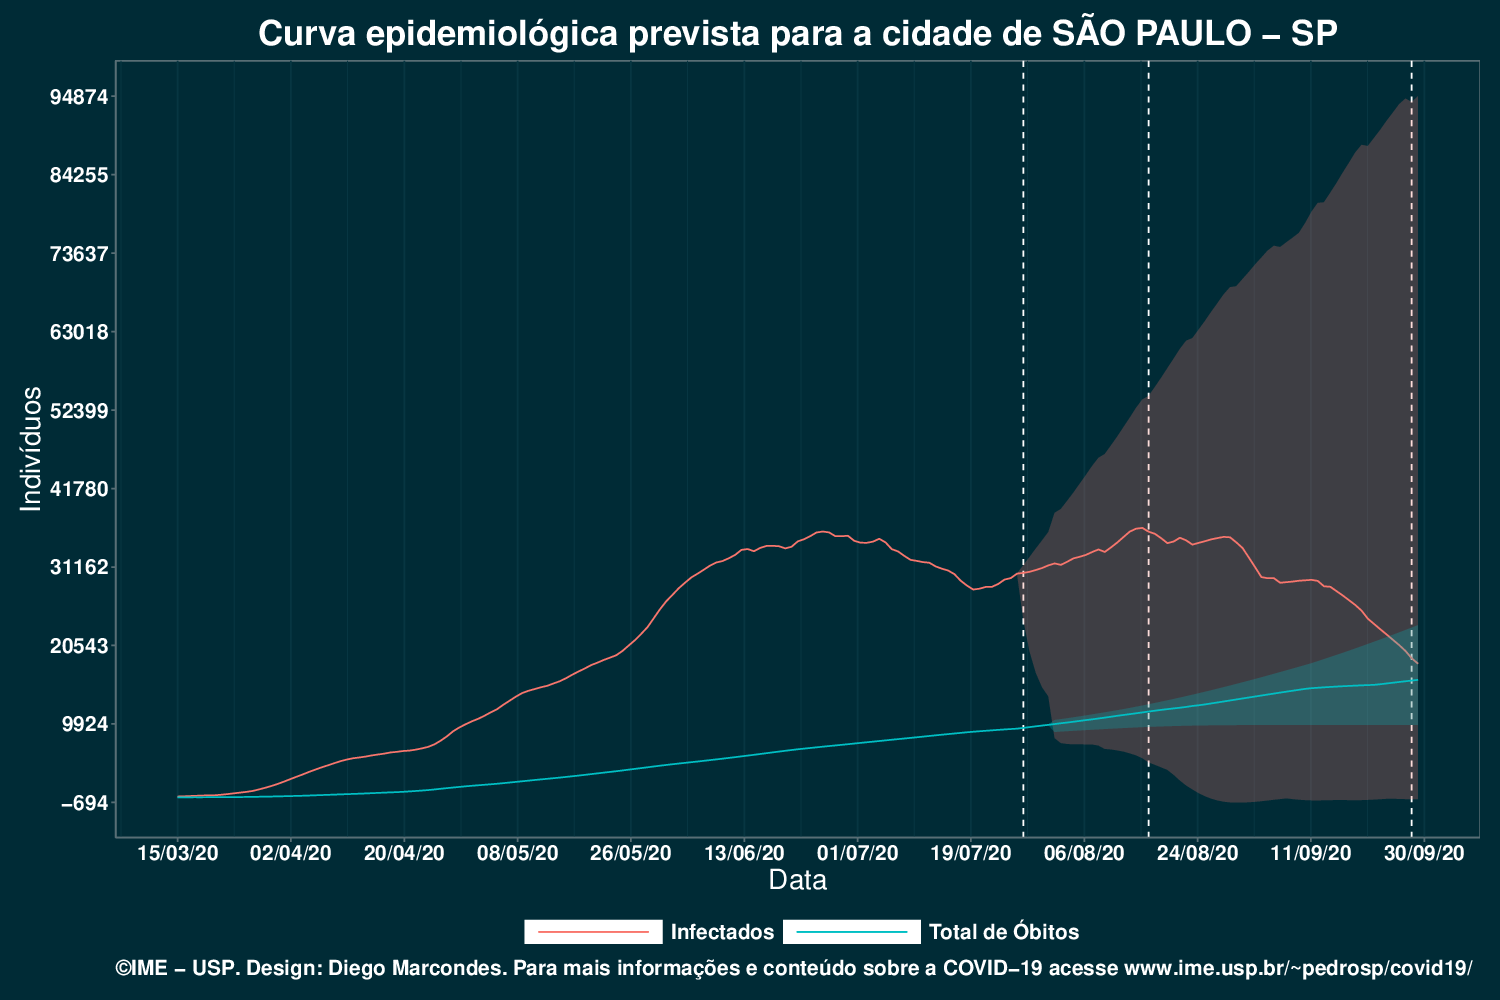 Curva epidemiológica prevista para a cidade de SÃO PAULO – SP
94874
84255
73637
63018
52399
41780
31162
20543
9924
−694
Indivíduos
15/03/20 02/04/20 20/04/20 08/05/20 26/05/20 13/06/20 01/07/20 19/07/20 06/08/20 24/08/20 11/09/20 30/09/20
Data
Infectados Total de Óbitos
©IME − USP. Design: Diego Marcondes. Para mais informações e conteúdo sobre a COVID−19 acesse www.ime.usp.br/~pedrosp/covid19/